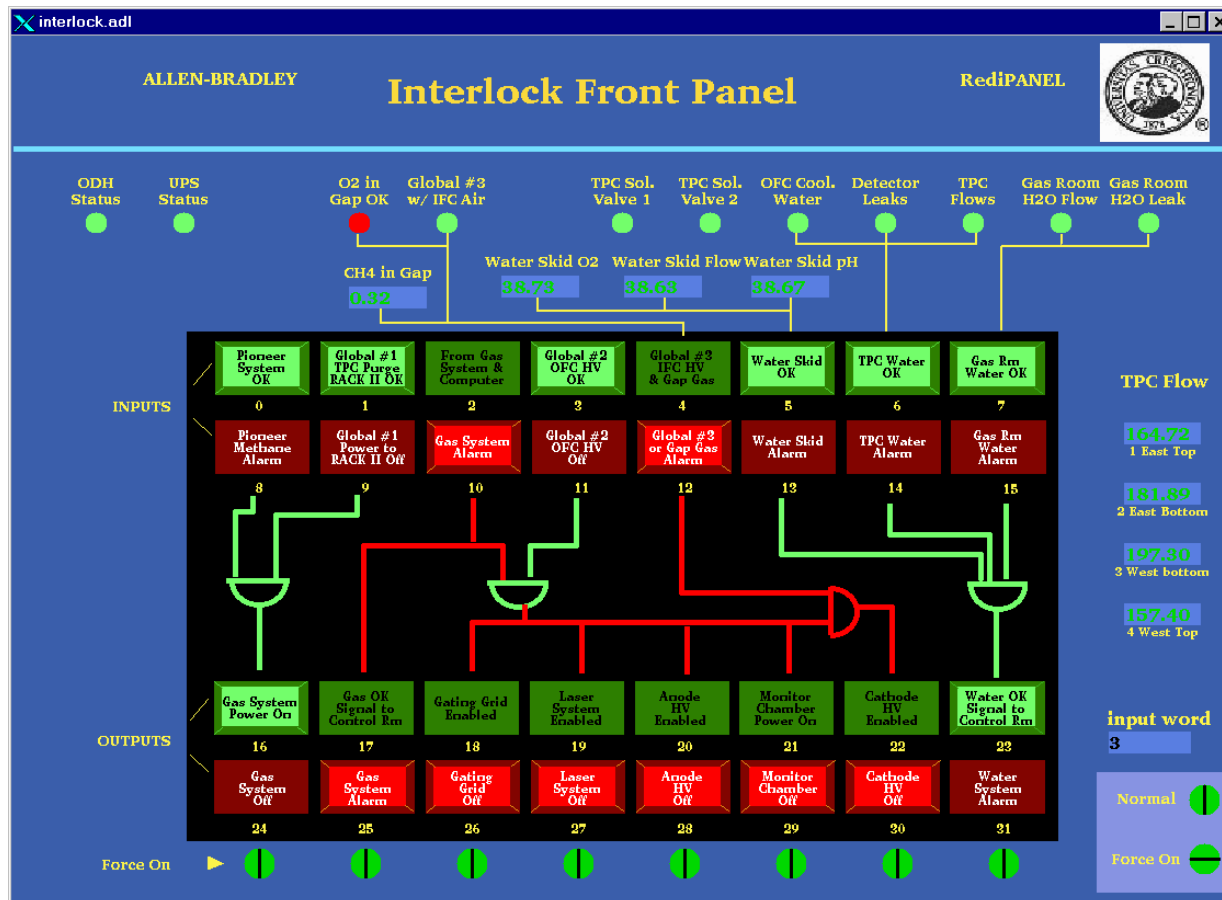 interlock.adl
ALLEN-BRADLEY
Interlock Front Panel
RediPANEL
1878
®
ODH
Status
UPS
Status
O2 in
Gap OK
Global #3
w/ IFC Air
TPC Sol.
Valve 1
TPC Sol.
Valve 2
OFC Cool.
Water
Detector
Leaks
TPC
Flows
Gas Room
H2O Flow
Gas Room
H2O Leak
CH4 in Gap
0.32
Water Skid O2
38.73
Water Skid Flow
38.63
Water Skid pH
38.67
INPUTS
Pioneer
System
OK
Global #1
TPC Purge
RACK II OK
From Gas
System &
Computer
Global #2
OFC HV
OK
Global #3
IFC HV
& Gap Gas
Water Skid
OK
TPC Water
OK
Gas Rm
Water OK
0 1 2 3 4 5 6 7
Pioneer
Methane
Alarm
Global #1
Power to
RACK II Off
Gas System
Alarm
Global #2
OFC HV
Off
Global #3
or Gap Gas
Alarm
Water Skid
Alarm
TPC Water
Alarm
Gas Rm
Water
Alarm
8 9 10 11 12 13 14 15
TPC Flow
164.72
1 East Top
181.89
2 East Bottom
197.30
3 West bottom
157.40
4 West Top
OUTPUTS
Gas System
Power On
Gas OK
Signal to
Control Rm
Gating Grid
Enabled
Laser
System
Enabled
Anode
HV
Enabled
Monitor
Chamber
Power On
Cathode
HV
Enabled
Water OK
Signal to
Control Rm
16 17 18 19 20 21 22 23
Gas
System
Off
Gas
System
Alarm
Gating
Grid
Off
Laser
System
Off
Anode
HV
Off
Monitor
Chamber
Off
Cathode
HV
Off
Water
System
Alarm
24 25 26 27 28 29 30 31
Force On
input word
3
Normal
Force On